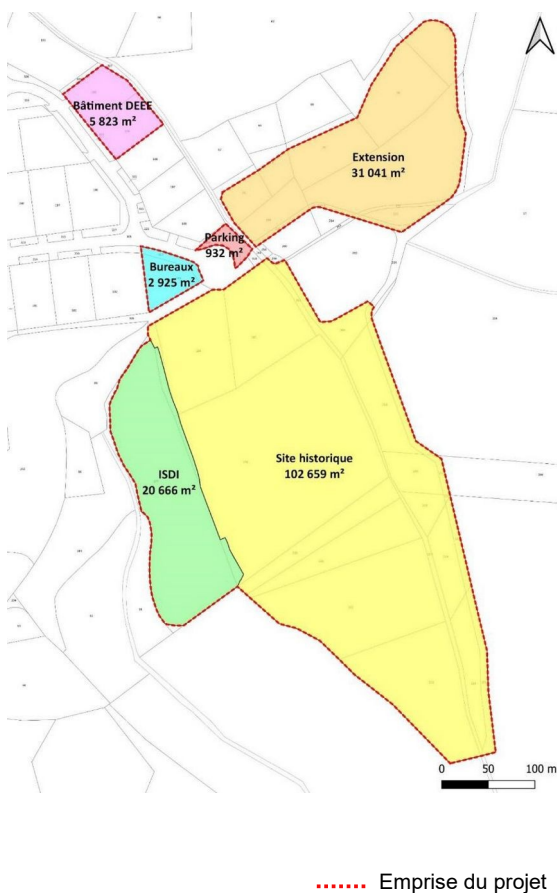 Bâtiment DEEE
5 823 m²
Extension
31 041 m²
Parking
932 m²
Bureaux
2 925 m²
Site historique
102 659 m²
ISDI
20 666 m²
0 50 100 m
Emprise du projet